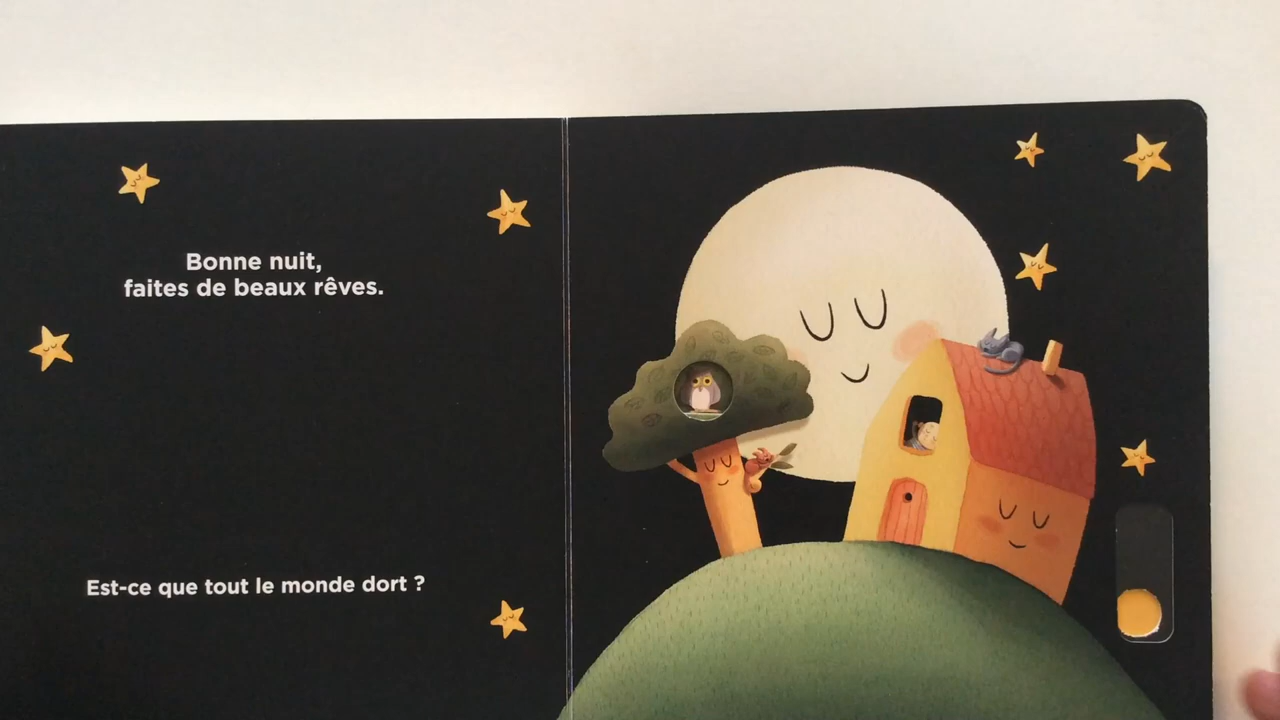 Bonne nuit,
faites de beaux rêves.
Est-ce que tout le monde dort ?